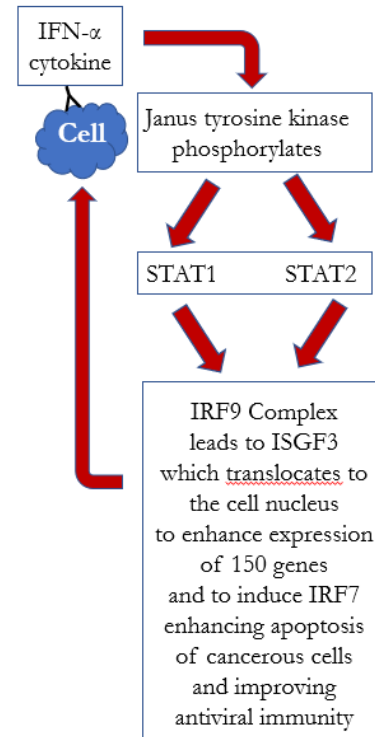 IFN-α
cytokine
Cell
Janus tyrosine kinase
phosphorylates
STAT1 STAT2
IRF9 Complex
leads to ISGF3
which translocates to
the cell nucleus
to enhance expression
of 150 genes
and to induce IRF7
enhancing apoptosis
of cancerous cells
and improving
antiviral immunity